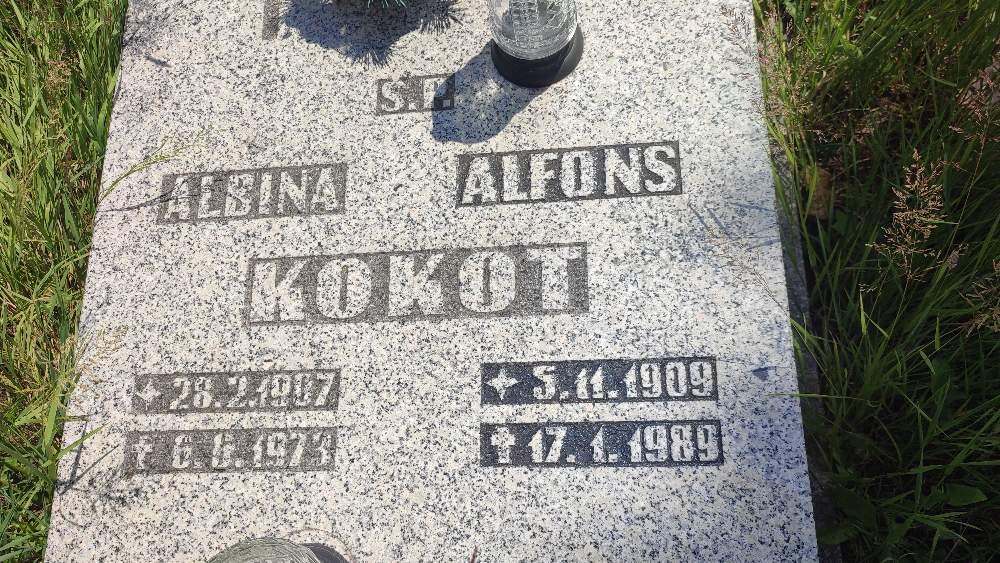 Ś.P.
ALBINA ALFONS
KOKOT
28.2.1907 5.11.1909
6.6.1973 17.1.1989